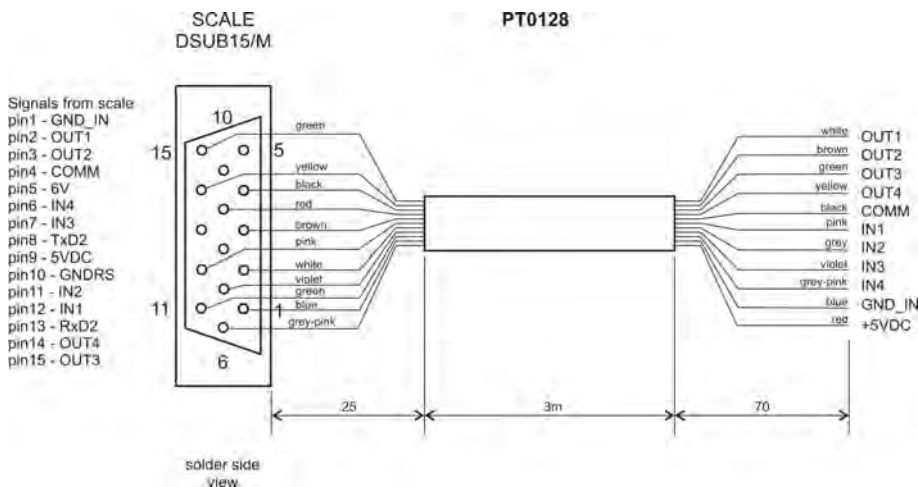 SCALE
DSUB15/M
PT0128
Signals from scale
pin1 - GND_IN
pin2 - OUT1
pin3 - OUT2
pin4 - COMM
pin5 - 6V
pin6 - IN4
pin7 - IN3
pin8 - TxD2
pin9 - 5VDC
pin10 - GNDRS
pin11 - IN2
pin12 - IN1
pin13 - RxD2
pin14 - OUT4
pin15 - OUT3
10
15
5
11
1
6
green
yellow
black
red
brown
pink
white
violet
green
blue
grey-pink
white OUT1
brown OUT2
green OUT3
yellow OUT4
black COMM
pink IN1
grey IN2
violet IN3
grey-pink IN4
blue GND_IN
red +5VDC
25
3m
70
solder side
view